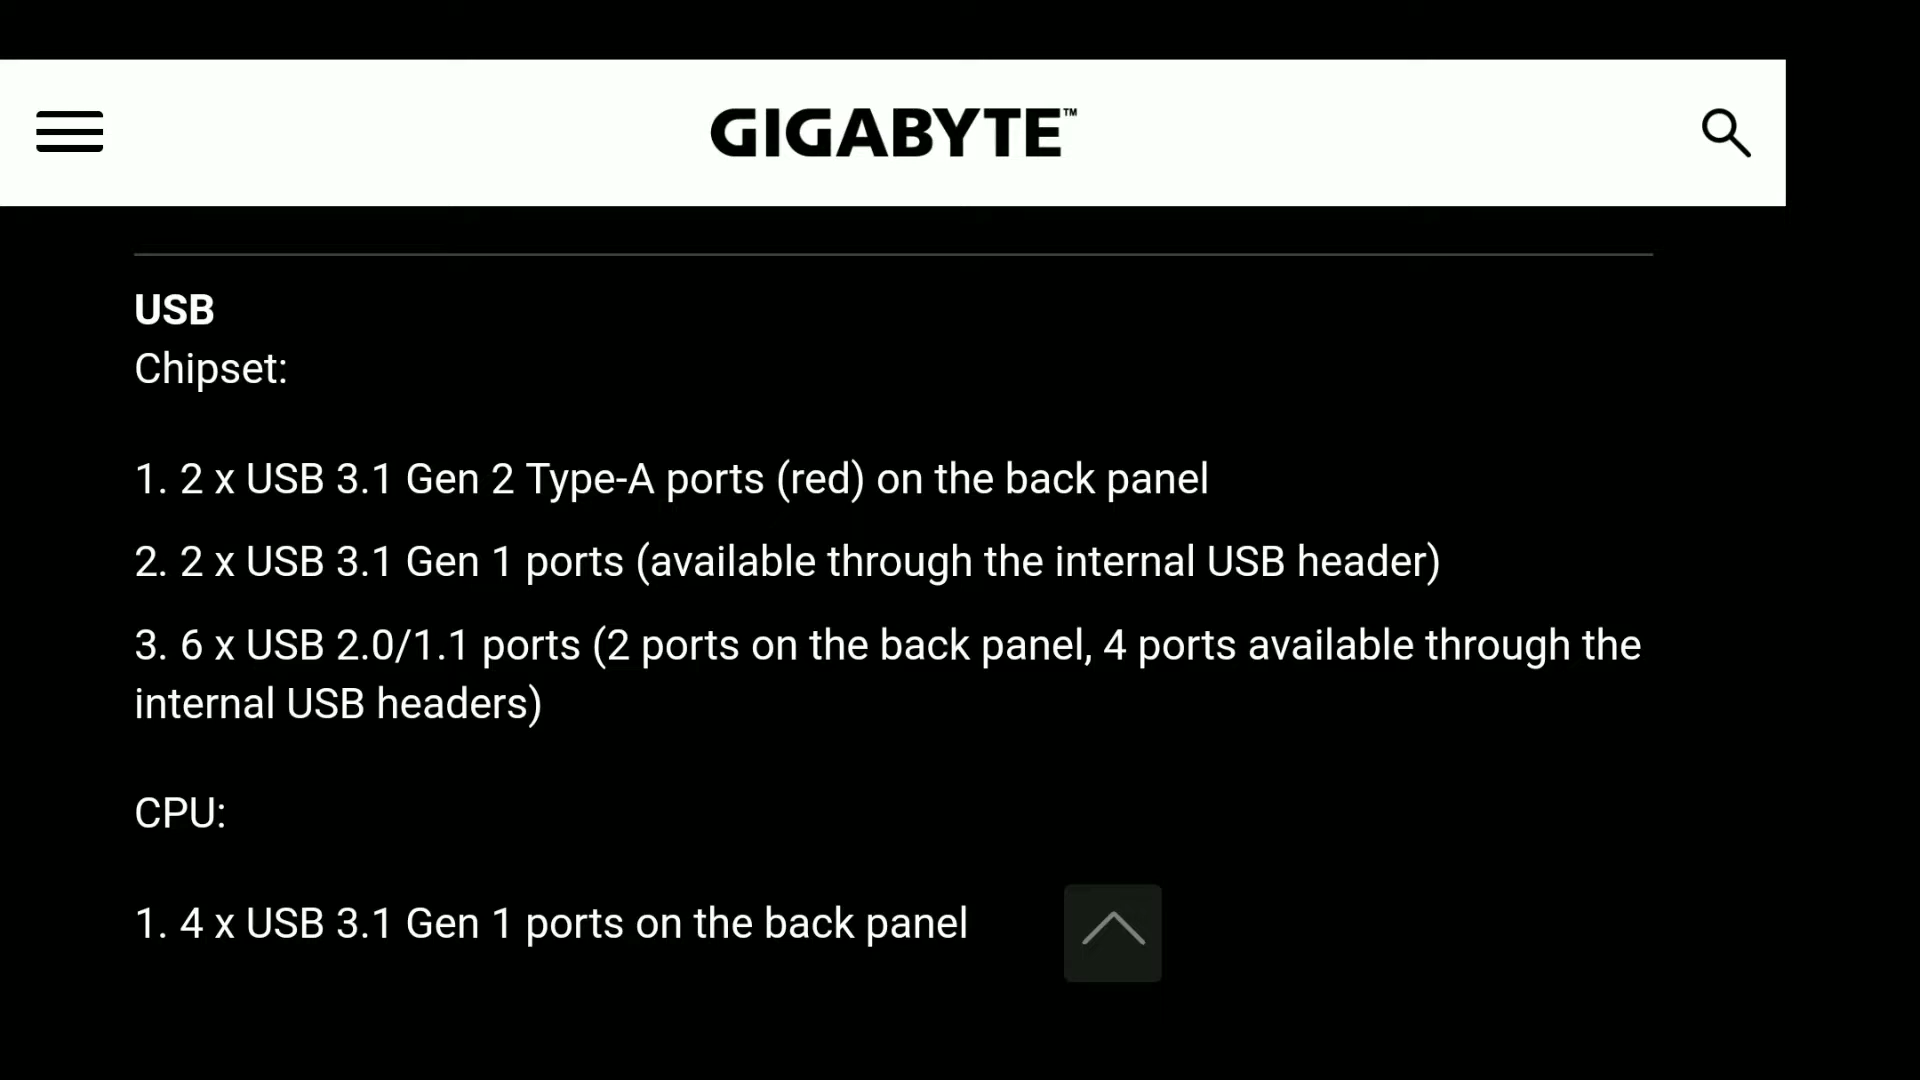 GIGABYTE™
USB
Chipset:
1. 2 x USB 3.1 Gen 2 Type-A ports (red) on the back panel
2. 2 x USB 3.1 Gen 1 ports (available through the internal USB header)
3. 6 x USB 2.0/1.1 ports (2 ports on the back panel, 4 ports available through the
internal USB headers)
CPU:
1. 4 x USB 3.1 Gen 1 ports on the back panel